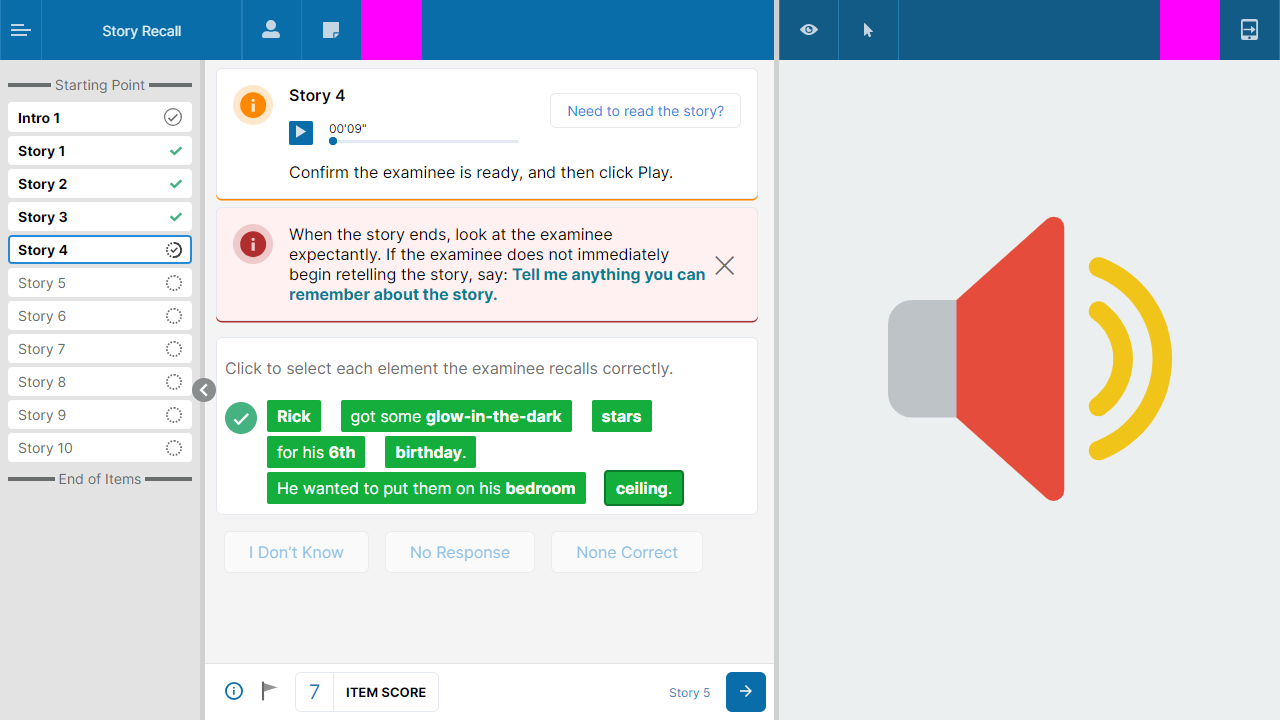 Story Recall
Starting Point
Intro 1
Story 1
Story 2
Story 3
Story 4
Story 5
Story 6
Story 7
Story 8
Story 9
Story 10
End of Items
Story 4
Need to read the story?
00'09"
Confirm the examinee is ready, and then click Play.
When the story ends, look at the examinee
expectantly. If the examinee does not immediately
begin retelling the story, say: Tell me anything you can
remember about the story.
Click to select each element the examinee recalls correctly.
Rick got some glow-in-the-dark stars
for his 6th birthday.
He wanted to put them on his bedroom ceiling.
I Don’t Know No Response None Correct
7 ITEM SCORE
Story 5